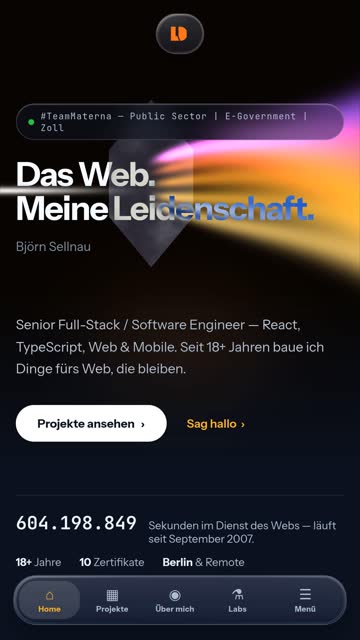 #TeamMaterna — Public Sector | E-Government |
Zoll
Das Web.
Meine Leidenschaft.
Björn Sellnau
Senior Full-Stack / Software Engineer — React,
TypeScript, Web & Mobile. Seit 18+ Jahren baue ich
Dinge fürs Web, die bleiben.
Projekte ansehen ›
Sag hallo ›
604.198.849
Sekunden im Dienst des Webs — läuft
seit September 2007.
18+ Jahre
10 Zertifikate
Berlin & Remote
Home
Projekte
Über mich
Labs
Menü